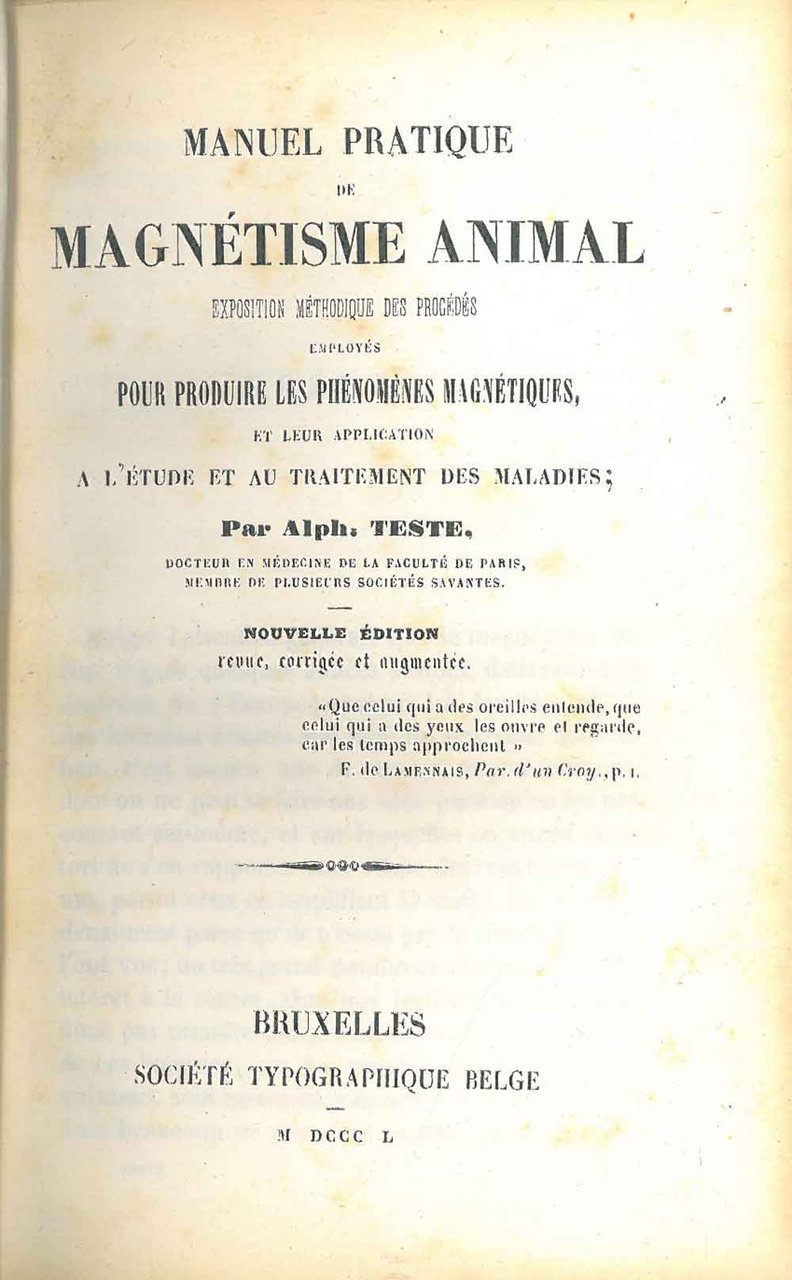 MANUEL PRATIQUE
DE
MAGNÉTISME ANIMAL
EXPOSITION MÉTHODIQUE DES PROCÉDÉS
EMPLOYÉS
POUR PRODUIRE LES PHÉNOMÈNES MAGNÉTIQUES,
ET LEUR APPLICATION
A L'ÉTUDE ET AU TRAITEMENT DES MALADIES;
Par Alph. TESTE,
DOCTEUR EN MÉDECINE DE LA FACULTÉ DE PARIS,
MEMBRE DE PLUSIEURS SOCIÉTÉS SAVANTES.
NOUVELLE ÉDITION
revue, corrigée et augmentée.
«Que celui qui a des oreilles entende, que
celui qui a des yeux les ouvre et regarde,
car les temps approchent »
F. de LAMENNAIS, Par. d'un Croy., p. 1.
BRUXELLES
SOCIÉTÉ TYPOGRAPHIQUE BELGE
M DCCC L